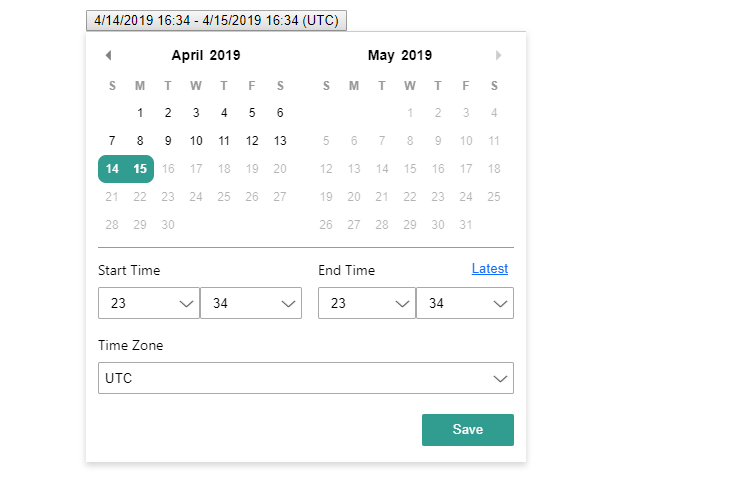 4/14/2019 16:34 - 4/15/2019 16:34 (UTC)
April 2019
S M T W T F S
1 2 3 4 5 6
7 8 9 10 11 12 13
14 15 16 17 18 19 20
21 22 23 24 25 26 27
28 29 30
May 2019
S M T W T F S
1 2 3 4
5 6 7 8 9 10 11
12 13 14 15 16 17 18
19 20 21 22 23 24 25
26 27 28 29 30 31
Start Time
23 34
End Time Latest
23 34
Time Zone
UTC
Save